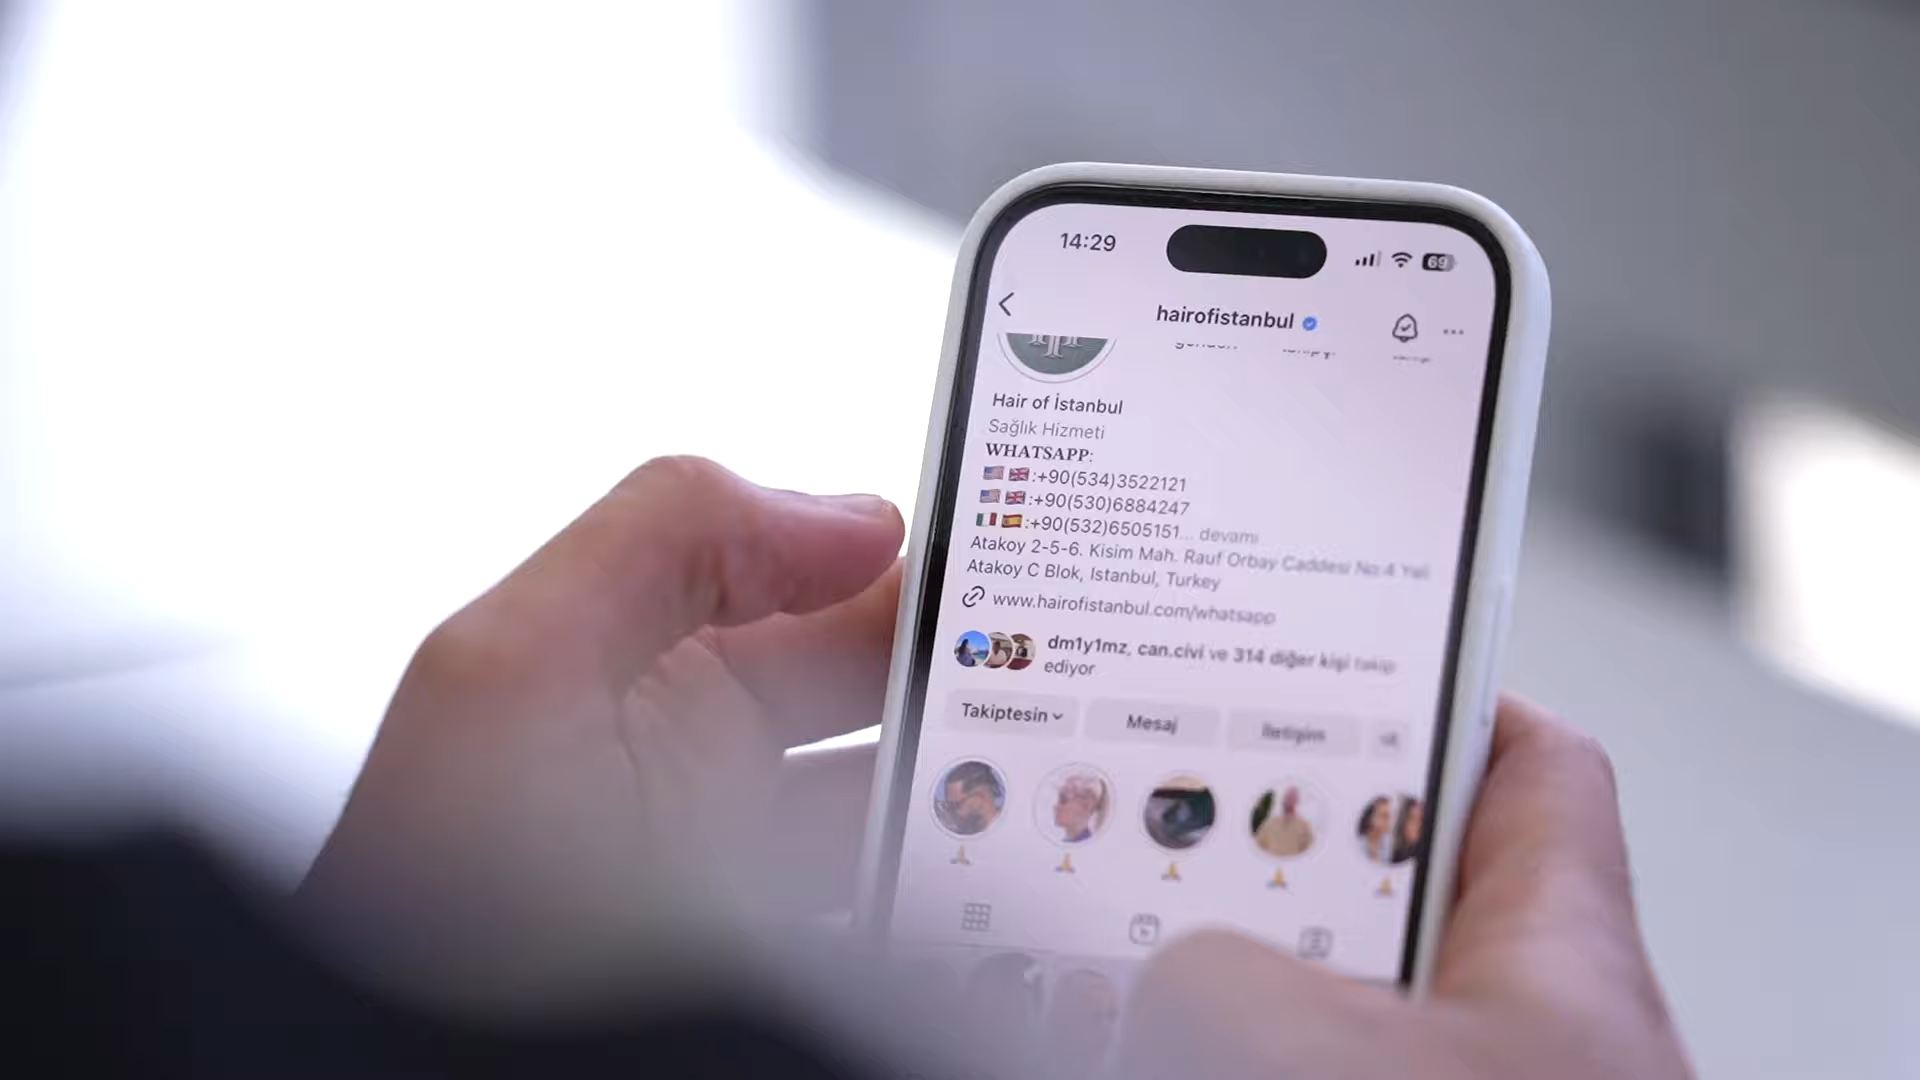 14:29
69
hairofistanbul
Hair of İstanbul
Sağlık Hizmeti
WHATSAPP:
:+90(534)3522121
:+90(530)6884247
:+90(532)6505151... devamı
Atakoy 2-5-6. Kisim Mah. Rauf Orbay Caddesi No:4 Yali
Atakoy C Blok, Istanbul, Turkey
www.hairofistanbul.com/whatsapp
dm1y1mz, can.civi ve 314 diğer kişi takip
ediyor
Takiptesin
Mesaj
İletişim